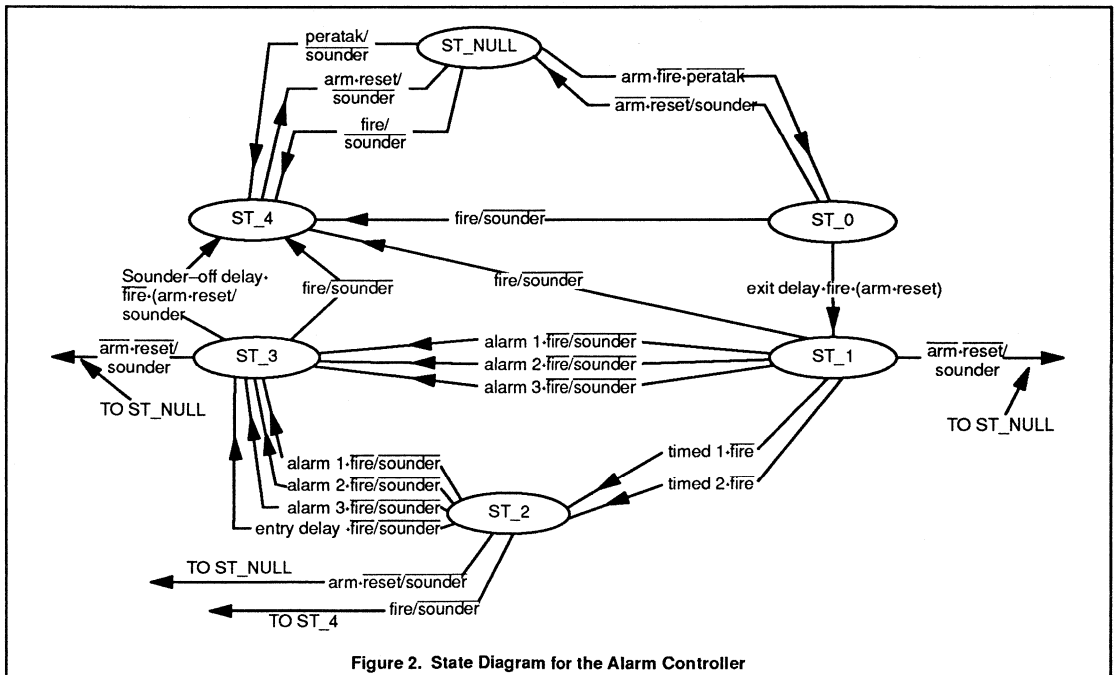 peratak/
sounder
ST_NULL
arm•reset/
sounder
arm•fire•peratak
arm•reset/sounder
fire/
sounder
ST_4
fire/sounder
ST_0
Sounder–off delay•
fire•(arm•reset/
sounder
fire/sounder
fire/sounder
exit delay•fire•(arm•reset)
arm•reset/
sounder
ST_3
alarm 1•fire/sounder
alarm 2•fire/sounder
alarm 3•fire/sounder
ST_1
arm•reset/
sounder
TO ST_NULL
TO ST_NULL
timed 1•fire
timed 2•fire
alarm 1•fire/sounder
alarm 2•fire/sounder
alarm 3•fire/sounder
entry delay •fire/sounder
ST_2
TO ST_NULL
arm•reset/sounder
fire/sounder
TO ST_4
Figure 2. State Diagram for the Alarm Controller